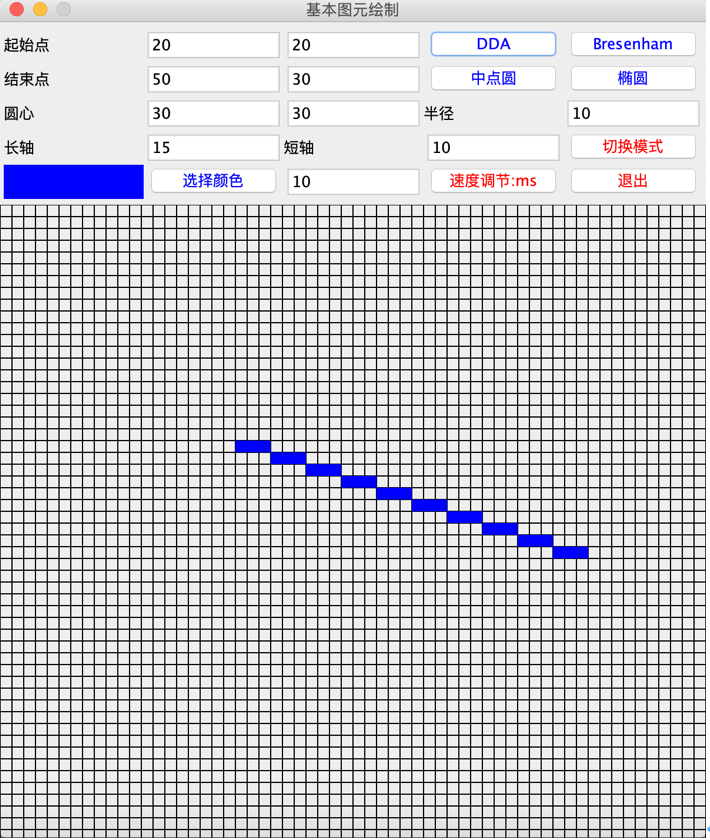 基本图元绘制
起始点 20 20 DDA Bresenham
结束点 50 30 中点圆 椭圆
圆心 30 30 半径 10
长轴 15 短轴 10 切换模式
选择颜色 10 速度调节:ms 退出